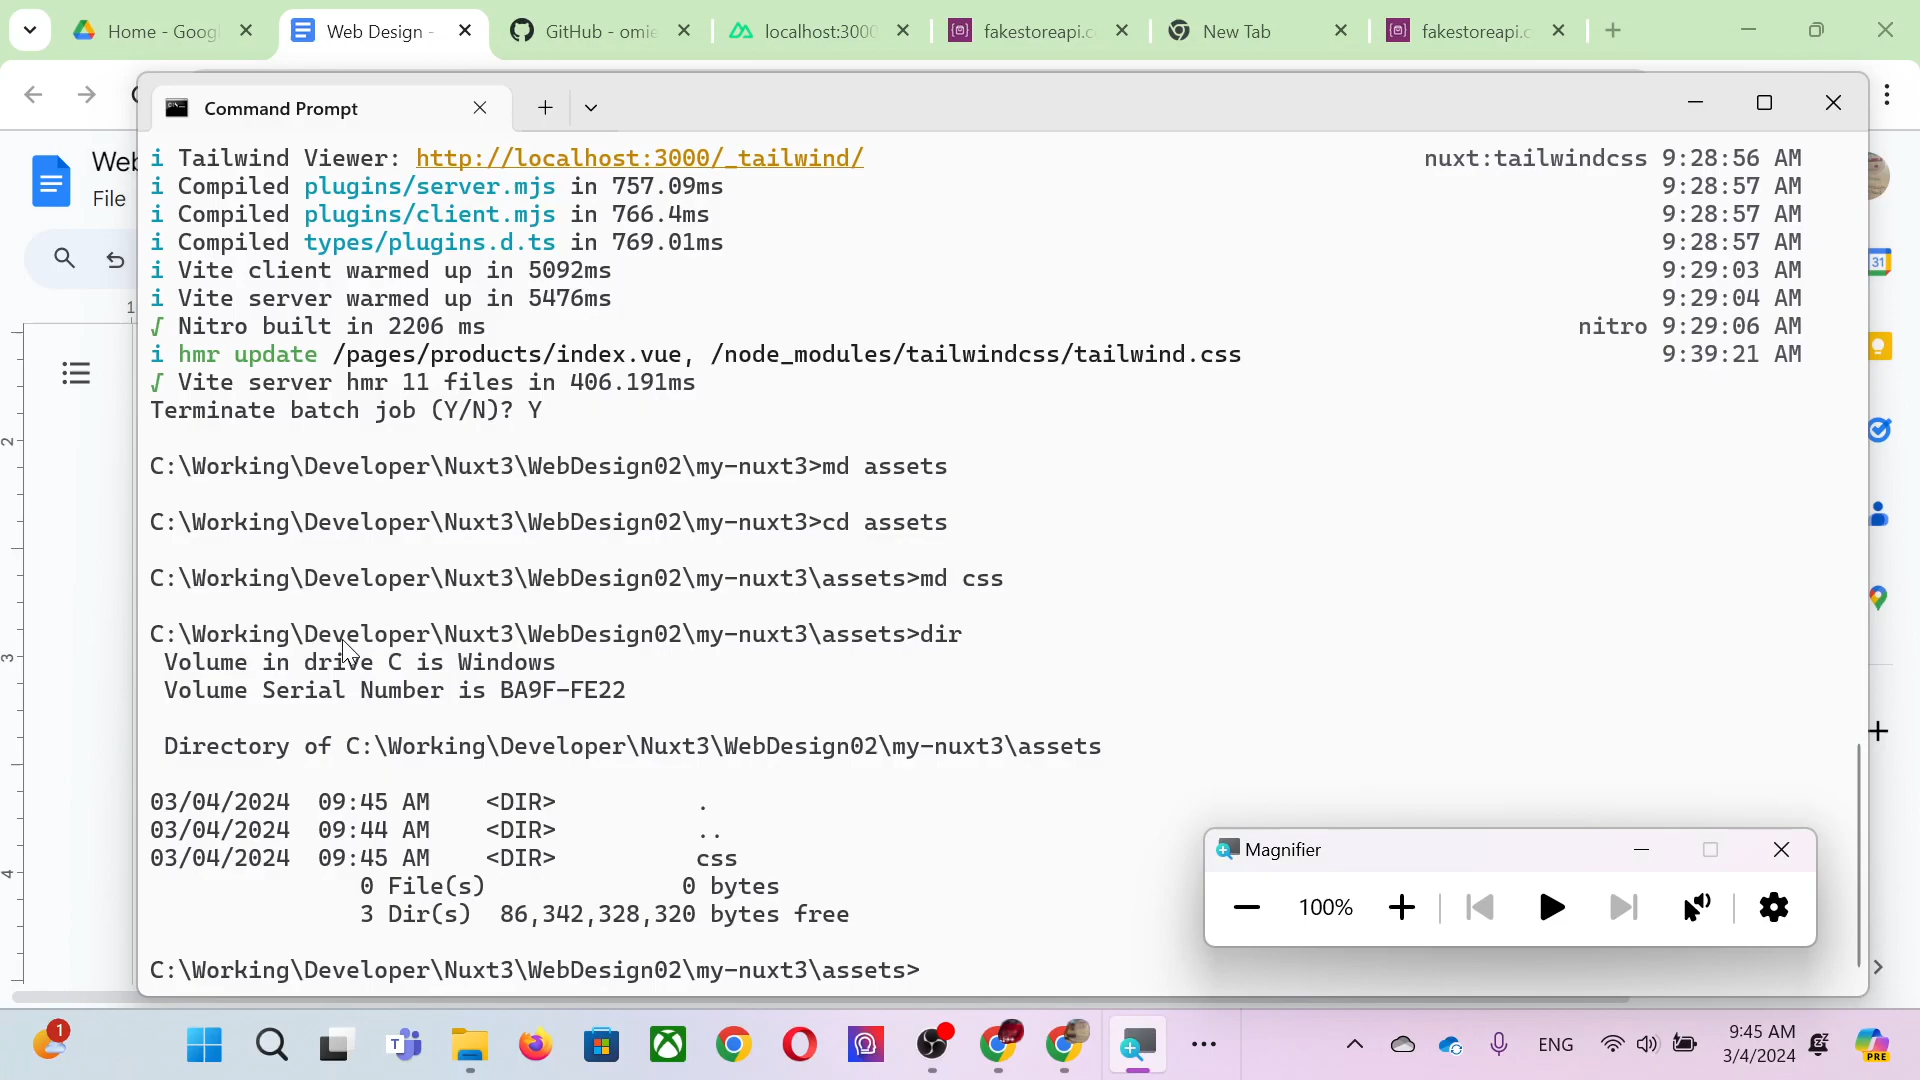 Home - Goog
Web Design -
GitHub - omie
localhost:3000
fakestoreapi.c
New Tab
fakestoreapi.c
Command Prompt
Web
File
i Tailwind Viewer: http://localhost:3000/_tailwind/ nuxt:tailwindcss 9:28:56 AM
i Compiled plugins/server.mjs in 757.09ms 9:28:57 AM
i Compiled plugins/client.mjs in 766.4ms 9:28:57 AM
i Compiled types/plugins.d.ts in 769.01ms 9:28:57 AM
i Vite client warmed up in 5092ms 9:29:03 AM
i Vite server warmed up in 5476ms 9:29:04 AM
√ Nitro built in 2206 ms nitro 9:29:06 AM
i hmr update /pages/products/index.vue, /node_modules/tailwindcss/tailwind.css 9:39:21 AM
√ Vite server hmr 11 files in 406.191ms
Terminate batch job (Y/N)? Y
C:\Working\Developer\Nuxt3\WebDesign02\my-nuxt3>md assets
C:\Working\Developer\Nuxt3\WebDesign02\my-nuxt3>cd assets
C:\Working\Developer\Nuxt3\WebDesign02\my-nuxt3\assets>md css
C:\Working\Developer\Nuxt3\WebDesign02\my-nuxt3\assets>dir
Volume in drive C is Windows
Volume Serial Number is BA9F-FE22
Directory of C:\Working\Developer\Nuxt3\WebDesign02\my-nuxt3\assets
03/04/2024 09:45 AM <DIR> .
03/04/2024 09:44 AM <DIR> ..
03/04/2024 09:45 AM <DIR> css
0 File(s) 0 bytes
3 Dir(s) 86,342,328,320 bytes free
C:\Working\Developer\Nuxt3\WebDesign02\my-nuxt3\assets>
1
2
3
4
31
Magnifier
100%
1
ENG
9:45 AM
3/4/2024
PRE